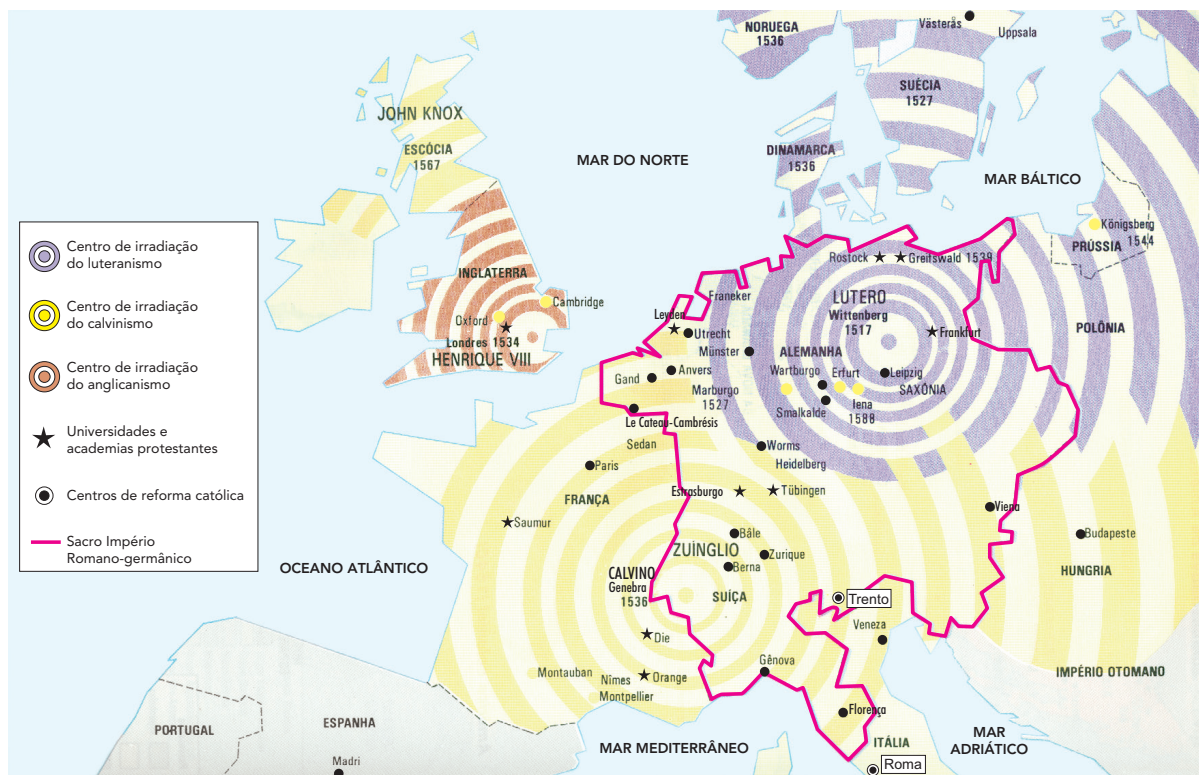 NORUEGA
1536
Västerås
Uppsala
SUÉCIA
1527
JOHN KNOX
ESCÓCIA
1567
MAR DO NORTE
DINAMARCA
1536
MAR BÁLTICO
Königsberg
PRÚSSIA 1544
Centro de irradiação
do luteranismo
Centro de irradiação
do calvinismo
Centro de irradiação
do anglicanismo
Universidades e
academias protestantes
Centros de reforma católica
Sacro Império
Romano-germânico
INGLATERRA
Cambridge
Oxford
Londres 1534
HENRIQUE VIII
Rostock
Greitswald 1539
Franeker
LUTERO
Wittenberg
1517
Leyden
Utrecht
Frankfurt
POLÔNIA
Münster
ALEMANHA
Anvers
Gand
Wartburgo
Erfurt
Leipzig
SAXÔNIA
Marburgo
1527
Smalkalde
Iena
1588
Le Cateau-Cambrésis
Sedan
Worms
Heidelberg
Paris
FRANÇA
Estrasburgo
Tübingen
Saumur
Viena
Budapeste
Bâle
ZUÍNGLIO
Zurique
Berna
HUNGRIA
OCEANO ATLÂNTICO
CALVINO
Genebra
1536
SUÍÇA
Trento
Veneza
Die
Gênova
Montauban
Nîmes
Orange
Montpellier
IMPÉRIO OTOMANO
Florença
PORTUGAL
ESPANHA
Madri
MAR MEDITERRÂNEO
ITÁLIA
MAR
ADRIÁTICO
Roma